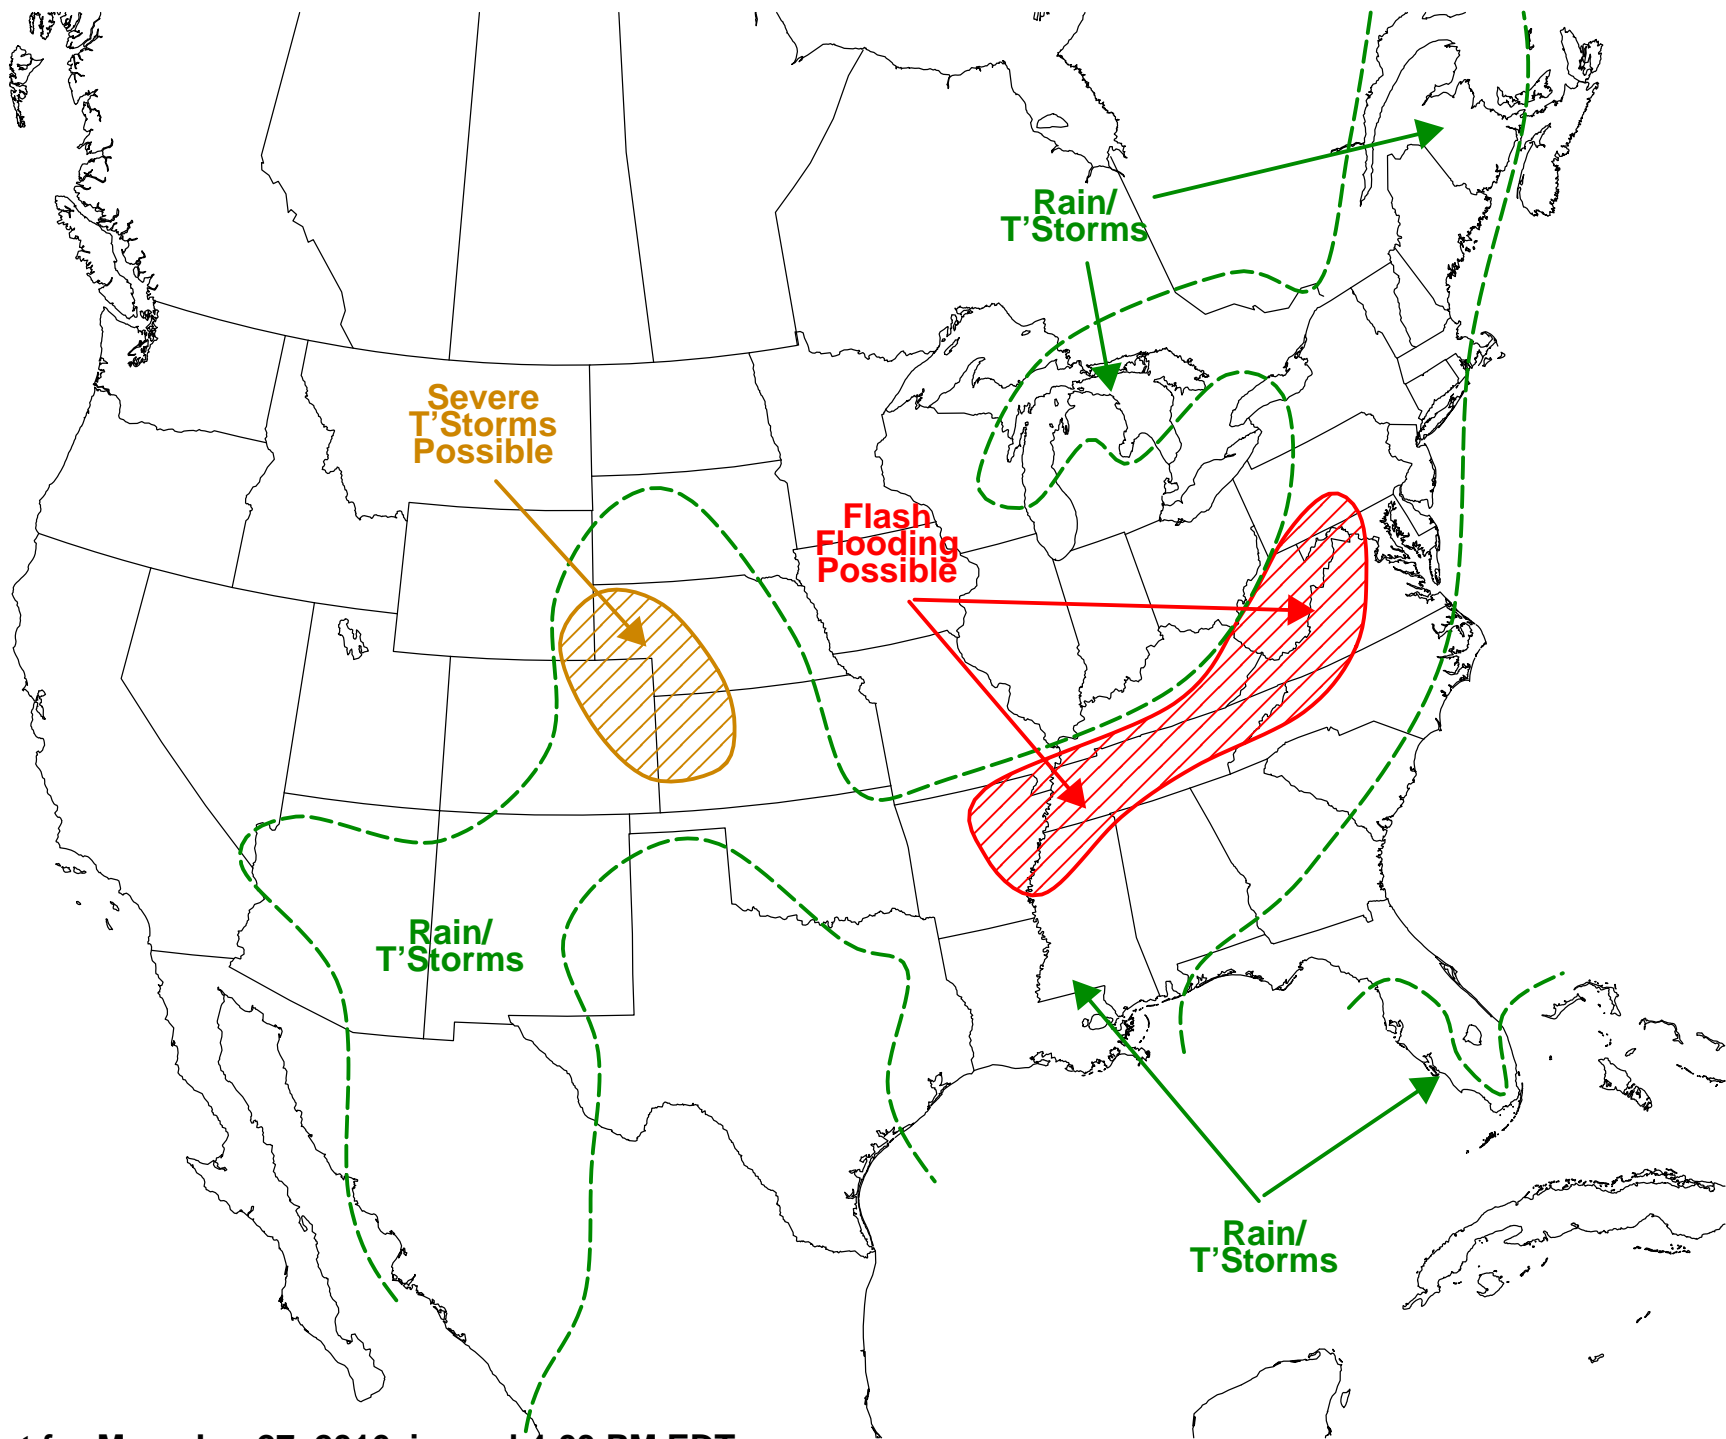 Rain/
T’Storms
Severe
T’Storms
Possible
Flash
Flooding
Possible
Rain/
T’Storms
Rain/
T’Storms